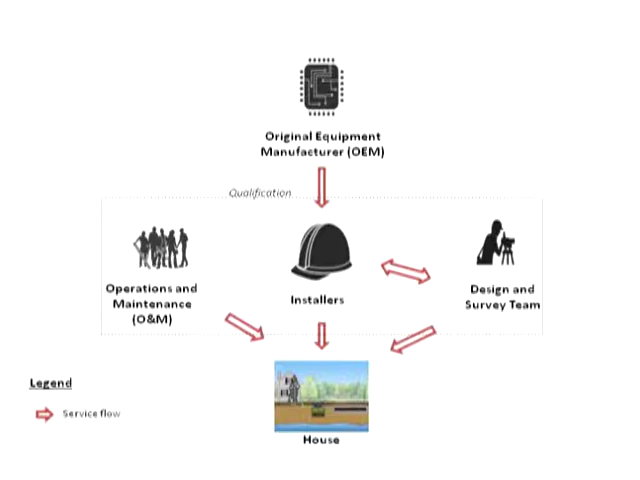 Original Equipment
Manufacturer (OEM)
Qualification
Operations and
Maintenance
(O&M)
Installers
Design and
Survey Team
Legend
Service flow
House